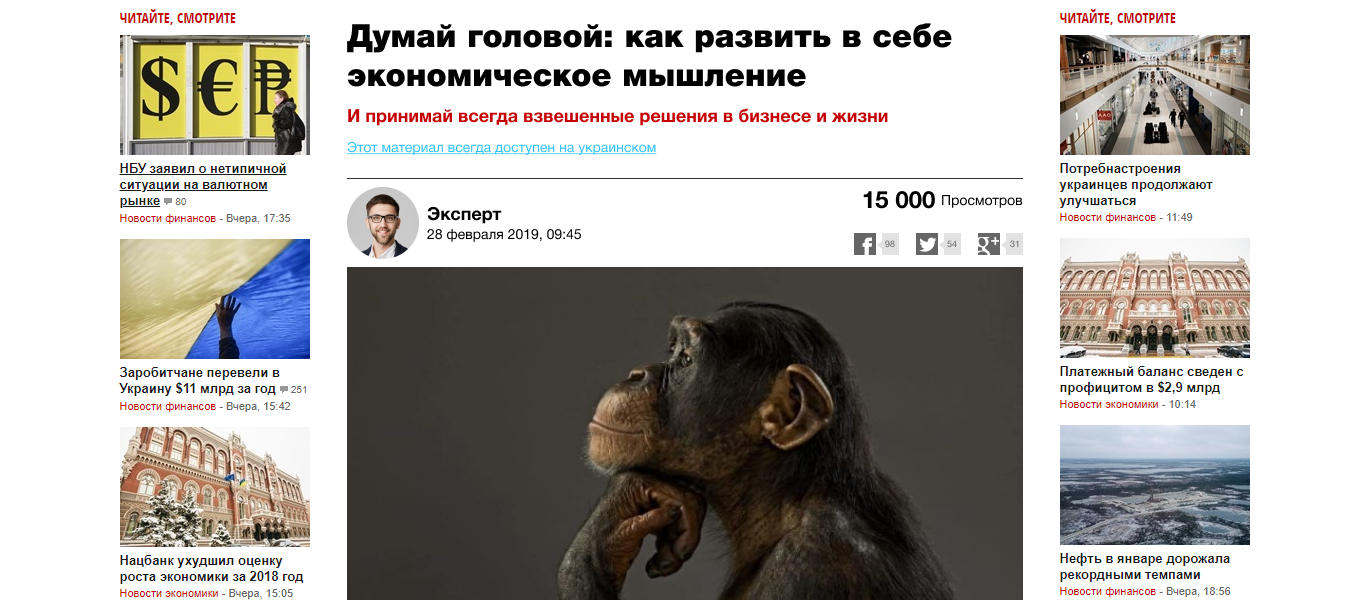 ЧИТАЙТЕ, СМОТРИТЕ
$ € ₽
НБУ заявил о нетипичной
ситуации на валютном
рынке 80
Новости финансов - Вчера, 17:35
Заробитчане перевели в
Украину $11 млрд за год 251
Новости финансов - Вчера, 15:42
Нацбанк ухудшил оценку
роста экономики за 2018 год
Новости экономики - Вчера, 15:05
Думай головой: как развить в себе
экономическое мышление
И принимай всегда взвешенные решения в бизнесе и жизни
Этот материал всегда доступен на украинском
Эксперт
28 февраля 2019, 09:45
15 000 Просмотров
f 98 54 g+ 31
ЧИТАЙТЕ, СМОТРИТЕ
Потребнастроения
украинцев продолжают
улучшаться
Новости финансов - 11:49
Платежный баланс сведен с
профицитом в $2,9 млрд
Новости экономики - 10:14
Нефть в январе дорожала
рекордными темпами
Новости финансов - Вчера, 18:56